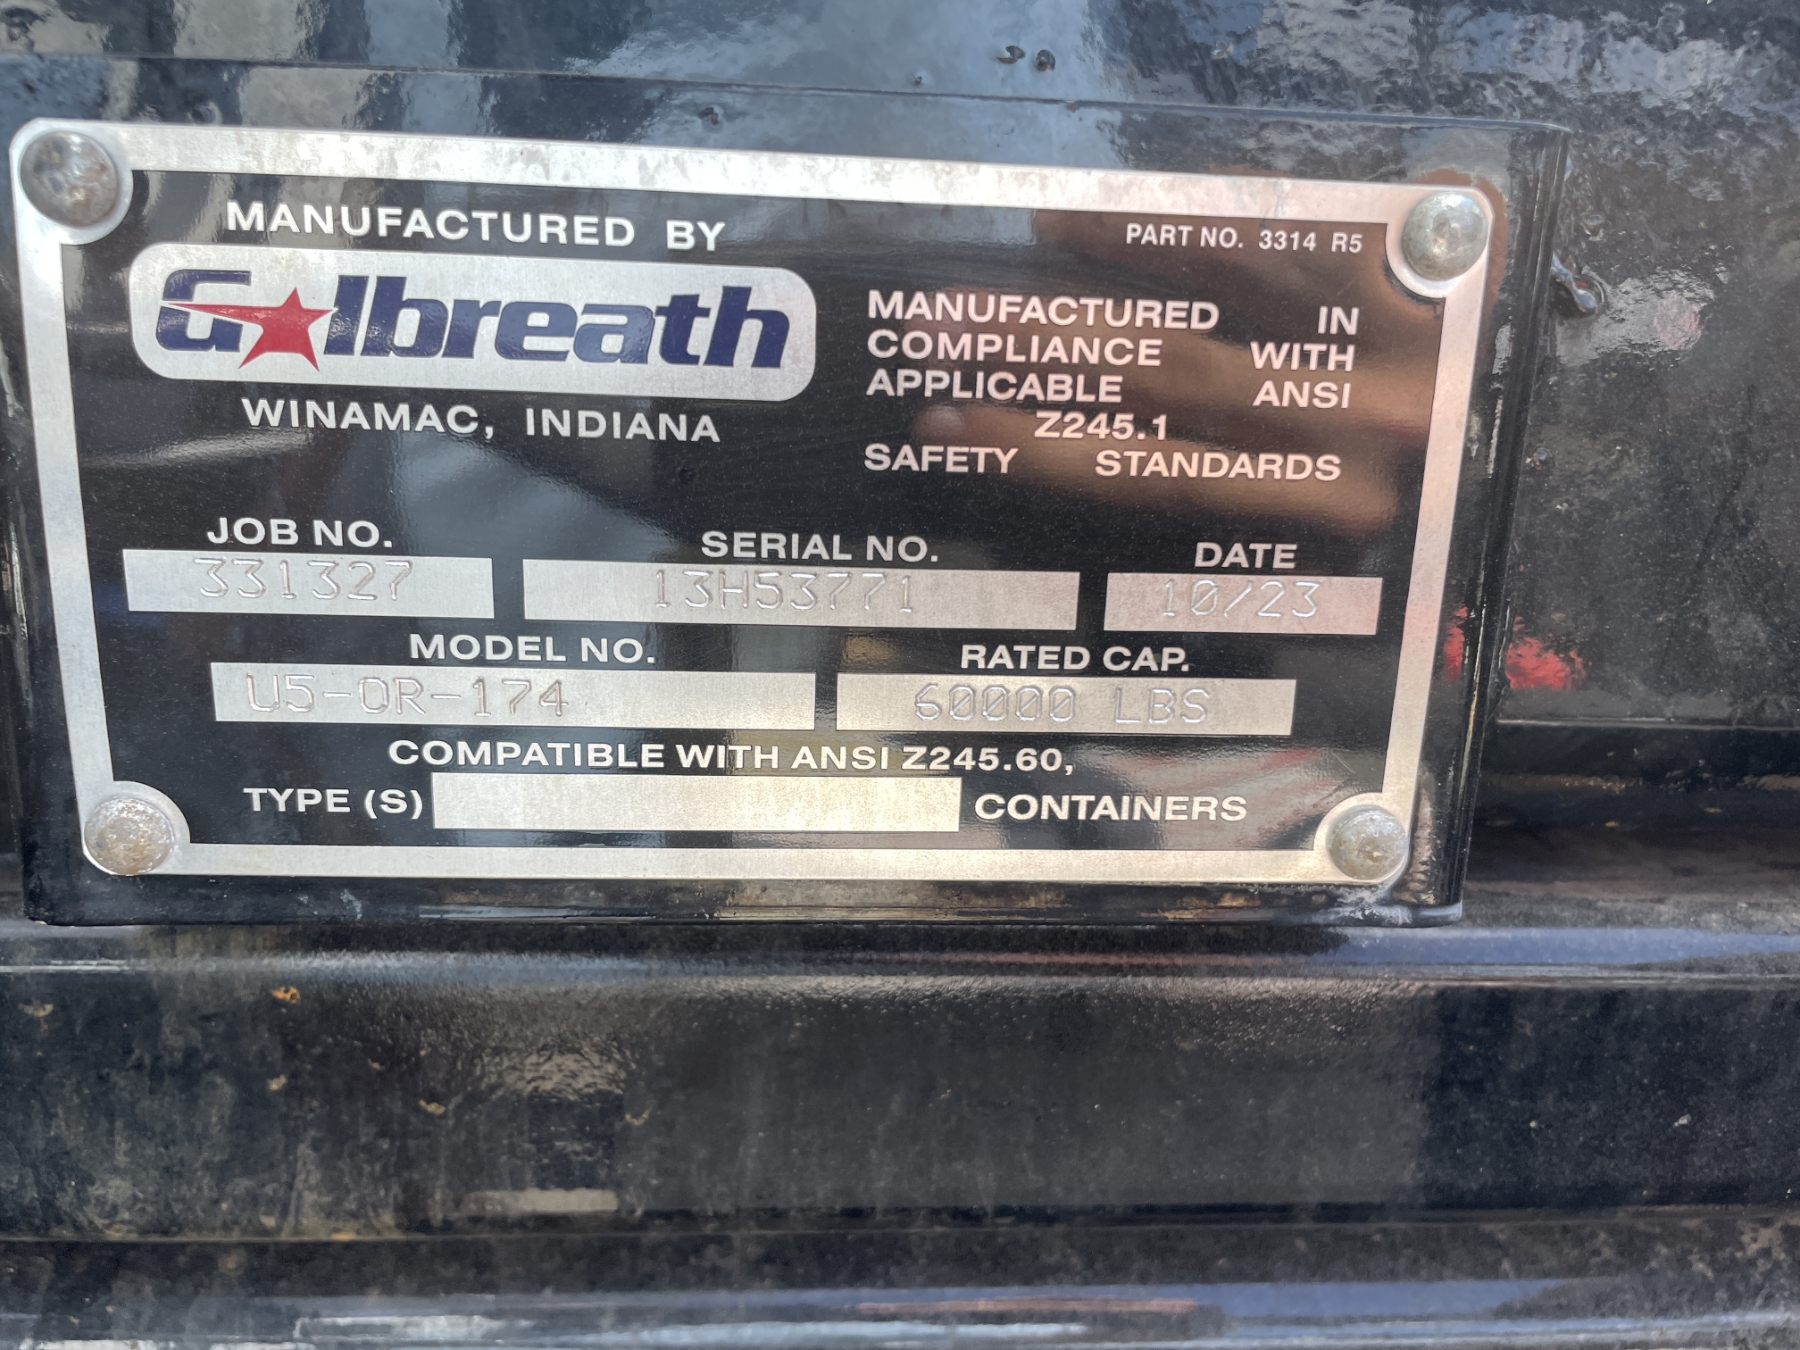 MANUFACTURED BY
Galbreath
WINAMAC, INDIANA
PART NO. 3314 R5
MANUFACTURED IN
COMPLIANCE WITH
APPLICABLE ANSI
Z245.1
SAFETY STANDARDS
JOB NO. SERIAL NO. DATE
331327 13H53771 10/23
MODEL NO. RATED CAP.
U5-OR-174 60000 LBS
COMPATIBLE WITH ANSI Z245.60,
TYPE (S) CONTAINERS